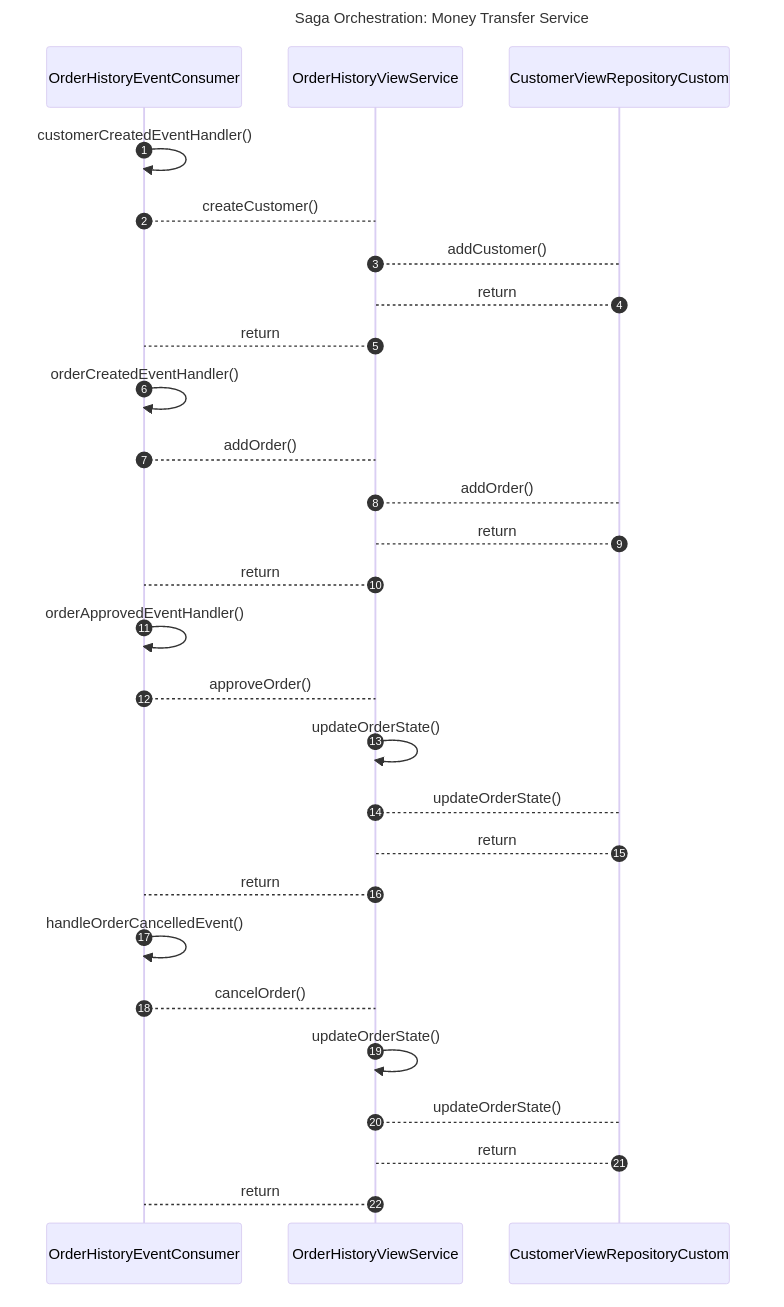 Saga Orchestration: Money Transfer Service
OrderHistoryEventConsumer
OrderHistoryViewService
CustomerViewRepositoryCustom
customerCreatedEventHandler()
1
createCustomer()
2
addCustomer()
3
return
4
return
5
orderCreatedEventHandler()
6
addOrder()
7
addOrder()
8
return
9
return
10
orderApprovedEventHandler()
11
approveOrder()
12
updateOrderState()
13
updateOrderState()
14
return
15
return
16
handleOrderCancelledEvent()
17
cancelOrder()
18
updateOrderState()
19
updateOrderState()
20
return
21
return
22
OrderHistoryEventConsumer
OrderHistoryViewService
CustomerViewRepositoryCustom